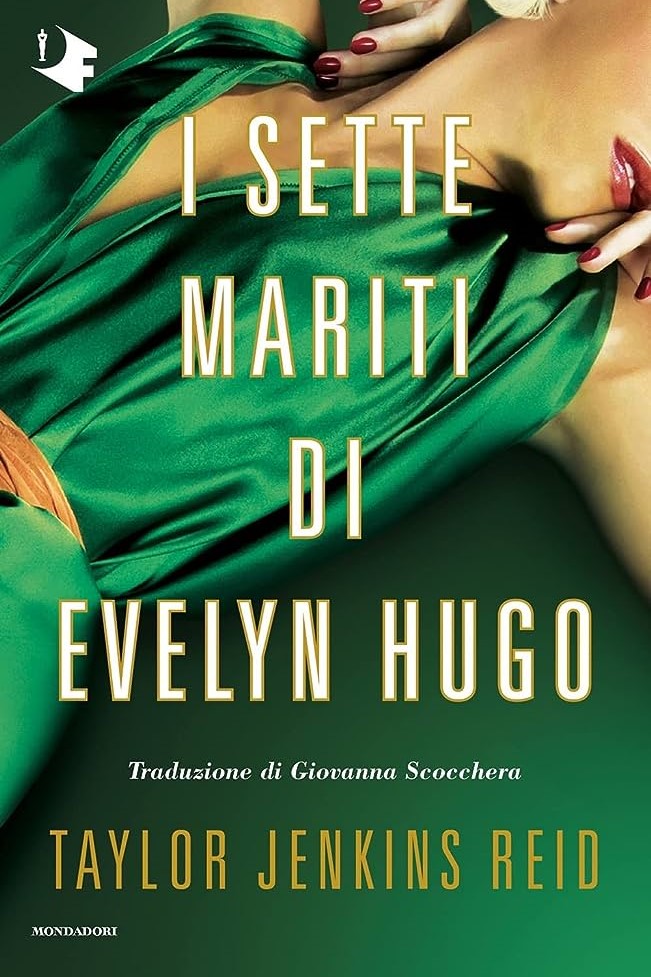 I SETTE
MARITI
DI
EVELYN HUGO
Traduzione di Giovanna Scocchera
TAYLOR JENKINS REID
MONDADORI